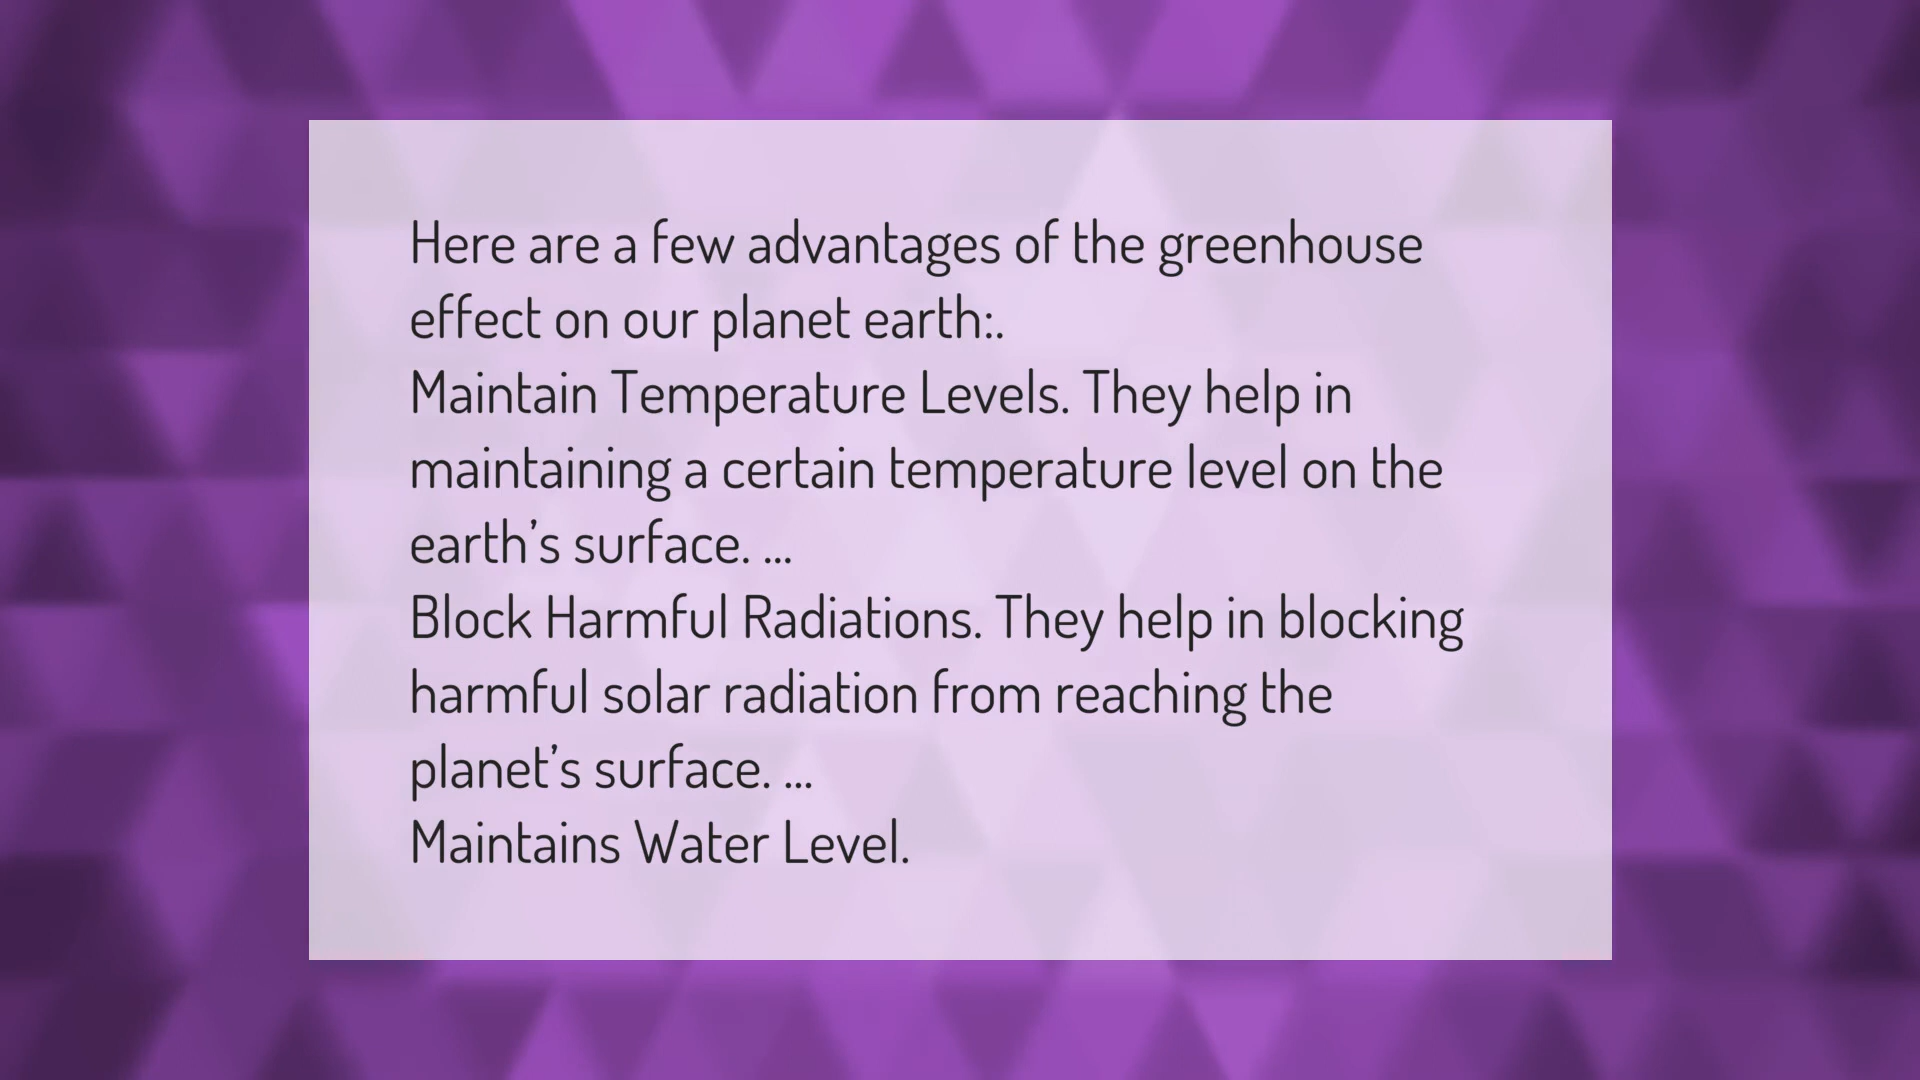 Here are a few advantages of the greenhouse
effect on our planet earth:.
Maintain Temperature Levels. They help in
maintaining a certain temperature level on the
earth’s surface. ...
Block Harmful Radiations. They help in blocking
harmful solar radiation from reaching the
planet’s surface. ...
Maintains Water Level.